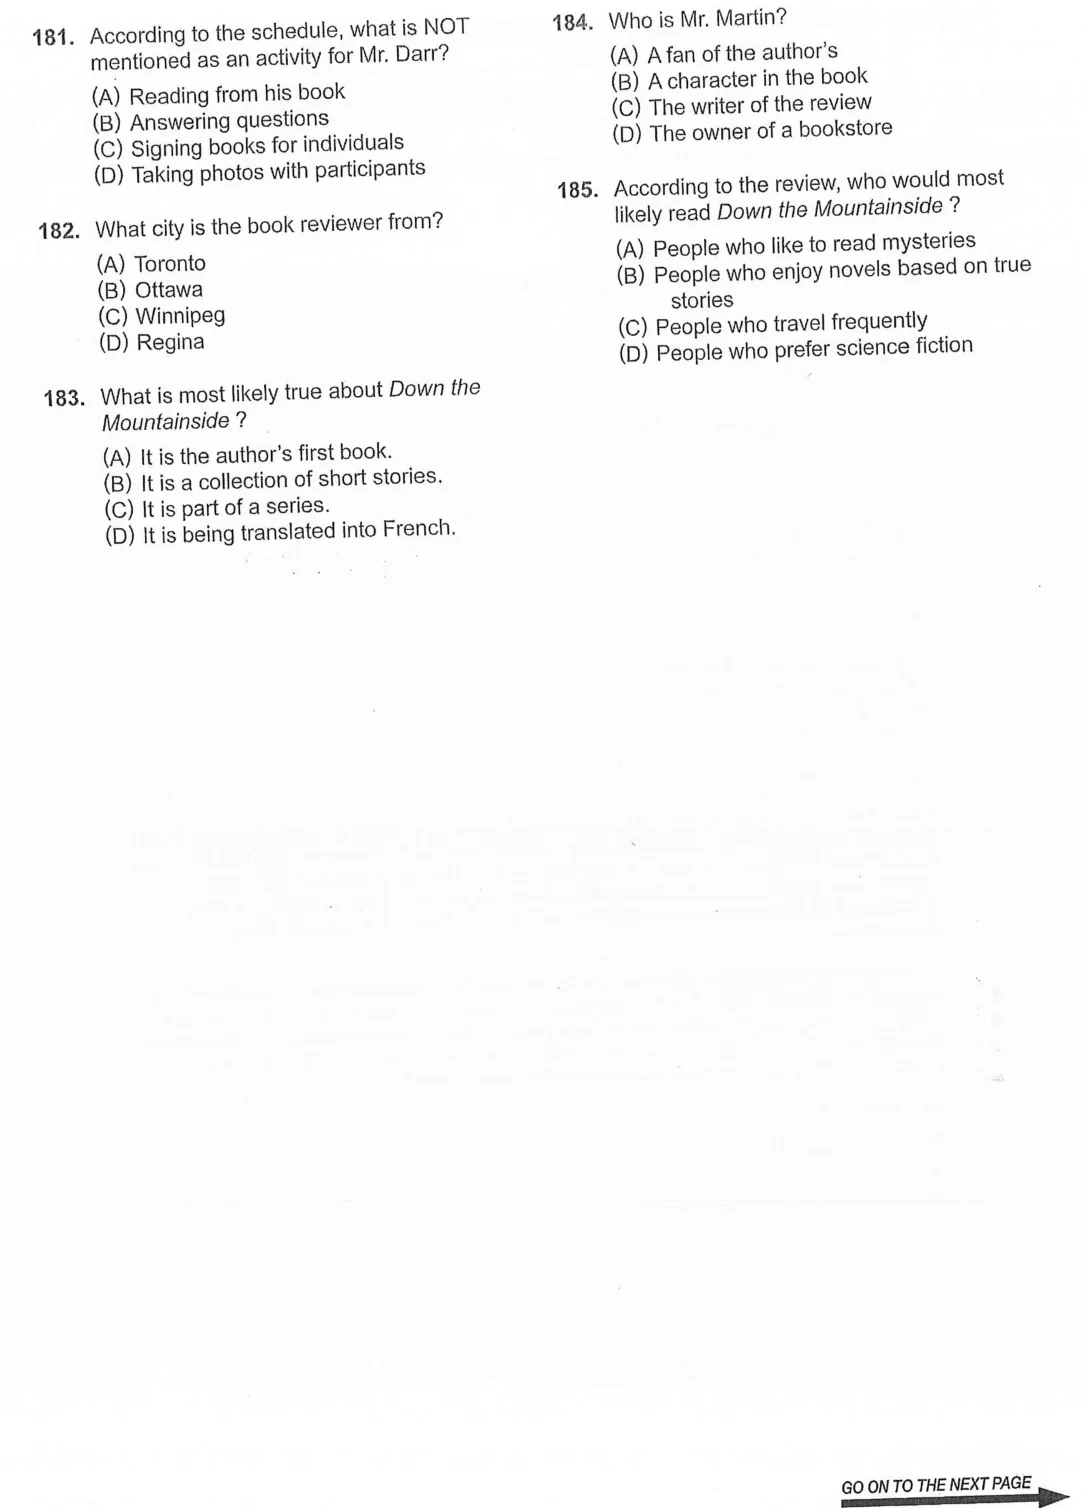 181. According to the schedule, what is NOT
mentioned as an activity for Mr. Darr?
(A) Reading from his book
(B) Answering questions
(C) Signing books for individuals
(D) Taking photos with participants
182. What city is the book reviewer from?
(A) Toronto
(B) Ottawa
(C) Winnipeg
(D) Regina
183. What is most likely true about Down the
Mountainside ?
(A) It is the author's first book.
(B) It is a collection of short stories.
(C) It is part of a series.
(D) It is being translated into French.
184. Who is Mr. Martin?
(A) A fan of the author's
(B) A character in the book
(C) The writer of the review
(D) The owner of a bookstore
185. According to the review, who would most
likely read Down the Mountainside ?
(A) People who like to read mysteries
(B) People who enjoy novels based on true
stories
(C) People who travel frequently
(D) People who prefer science fiction
GO ON TO THE NEXT PAGE